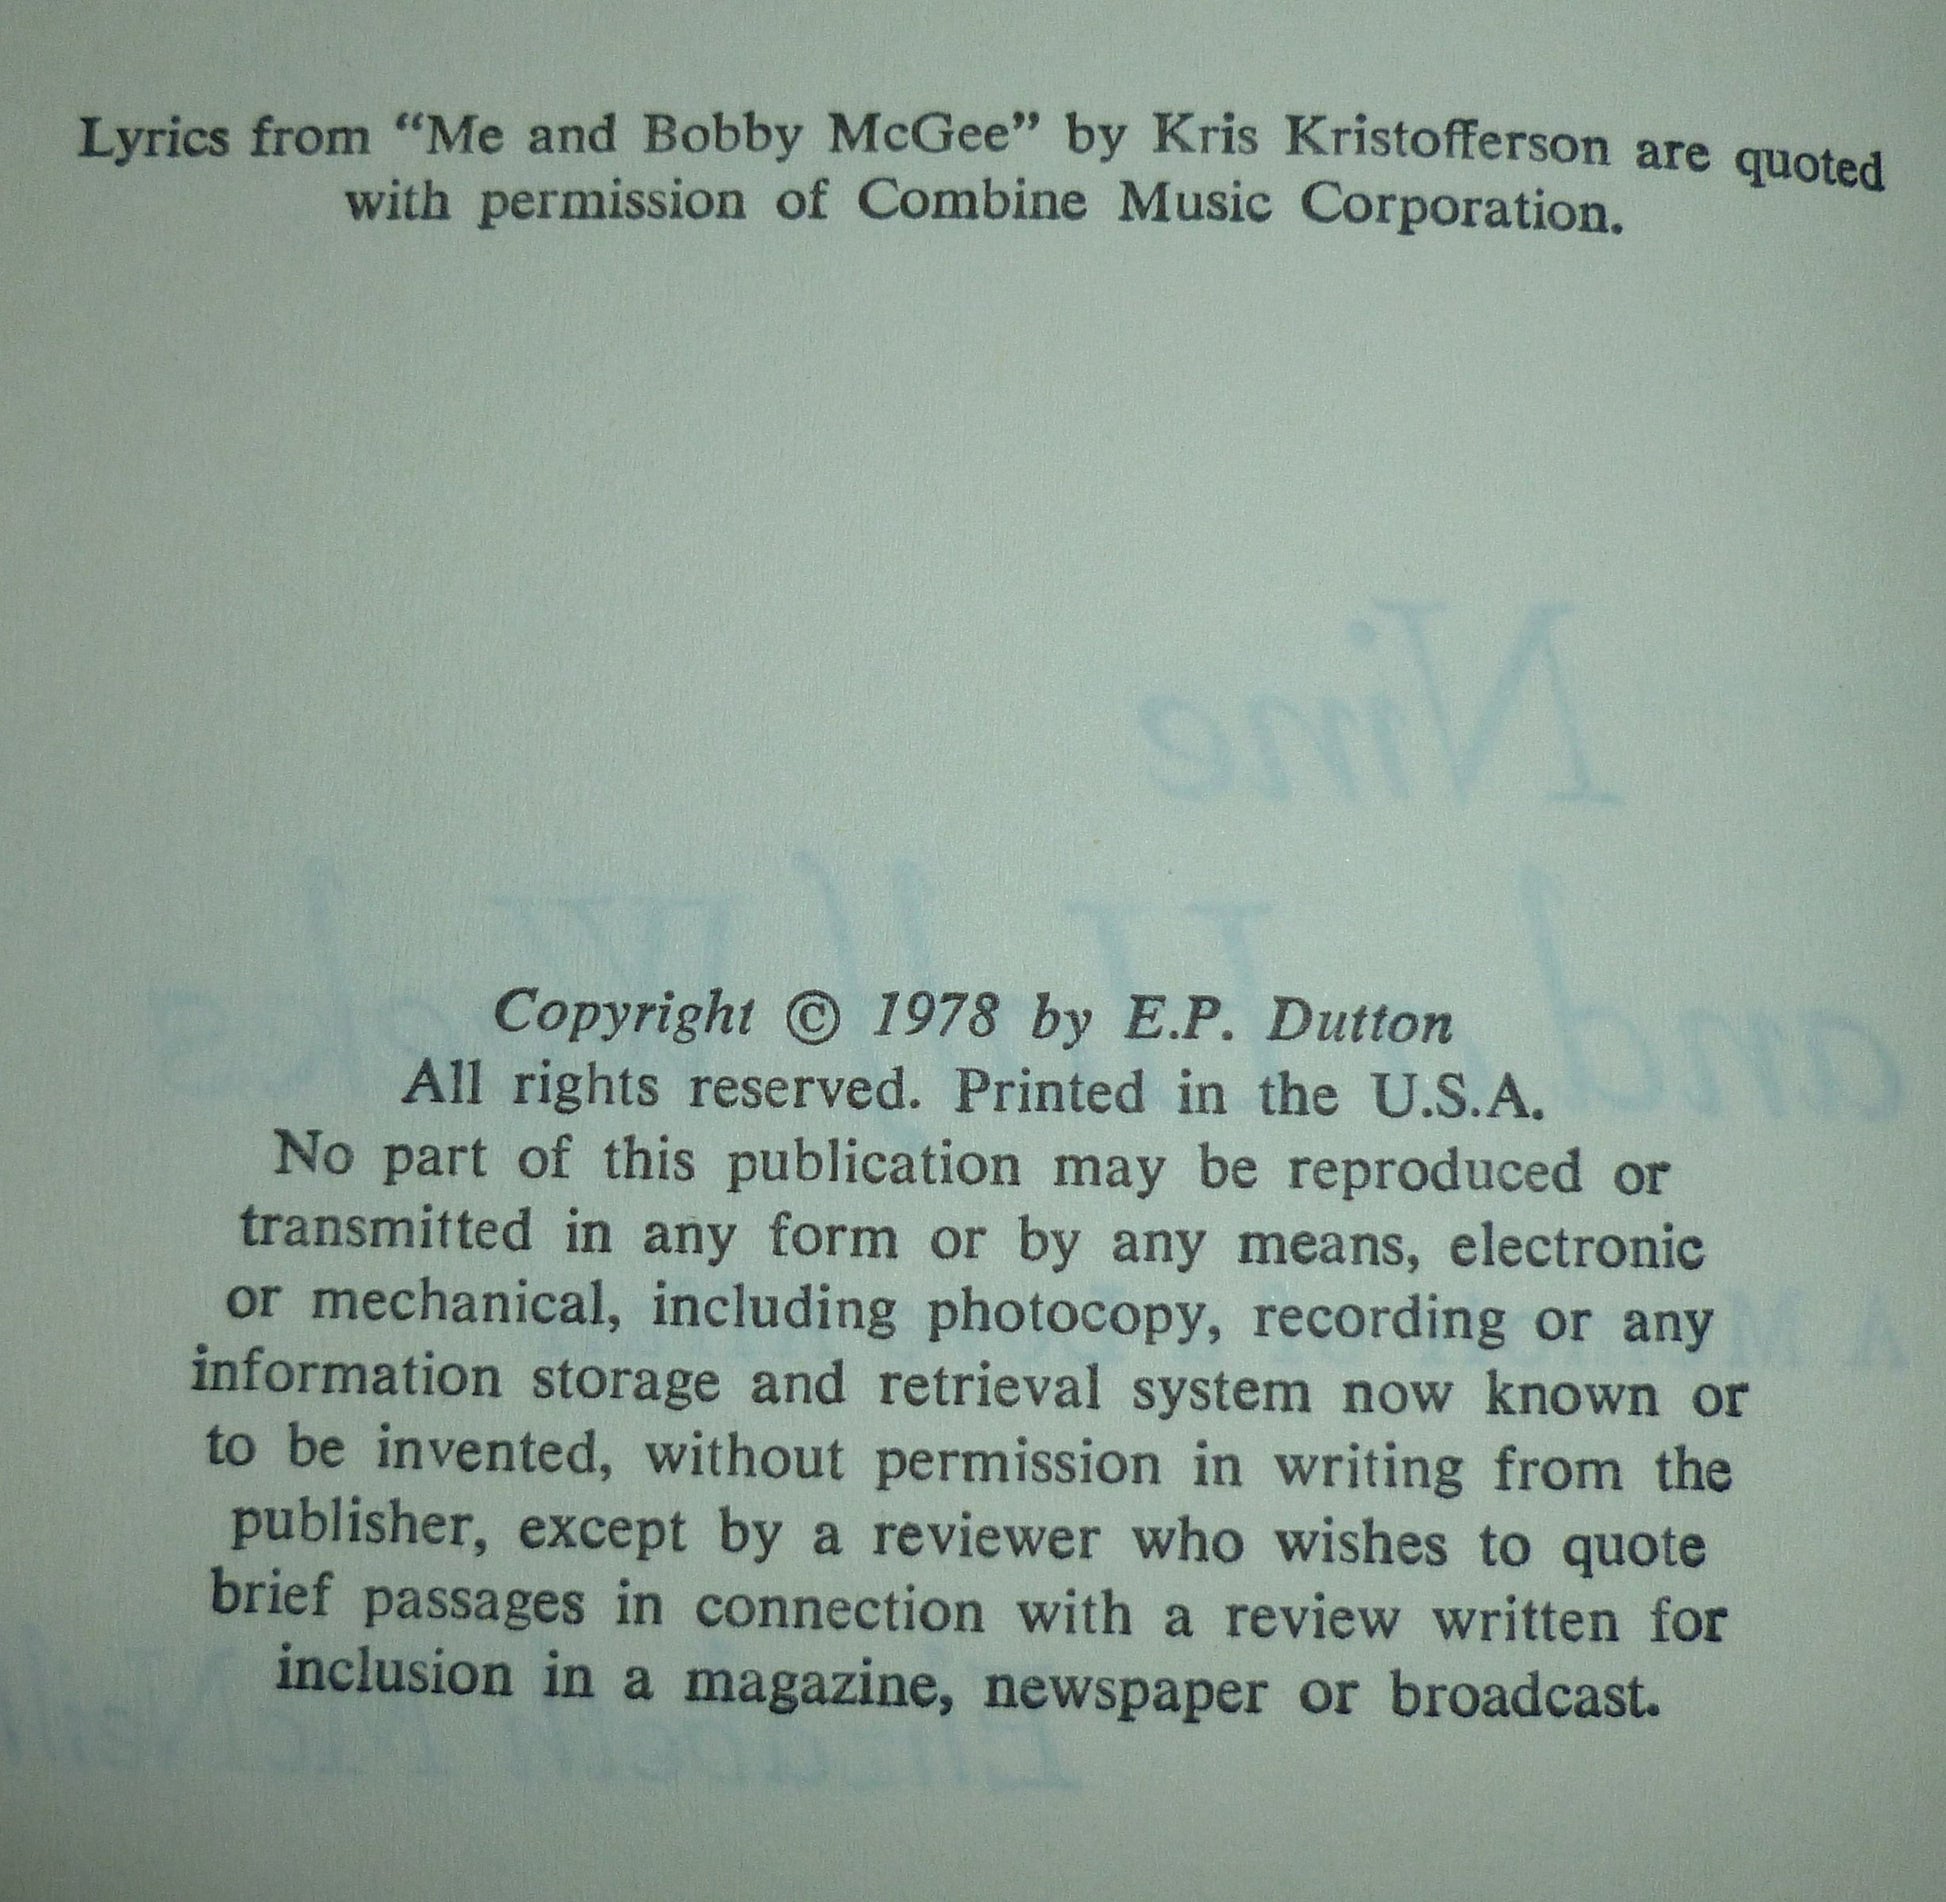 Lyrics from “Me and Bobby McGee” by Kris Kristofferson are quoted
with permission of Combine Music Corporation.
Nine
and
Copyright © 1978 by E.P. Dutton
All rights reserved. Printed in the U.S.A.
No part of this publication may be reproduced or
transmitted in any form or by any means, electronic
or mechanical, including photocopy, recording or any
information storage and retrieval system now known or
to be invented, without permission in writing from the
publisher, except by a reviewer who wishes to quote
brief passages in connection with a review written for
inclusion in a magazine, newspaper or broadcast.